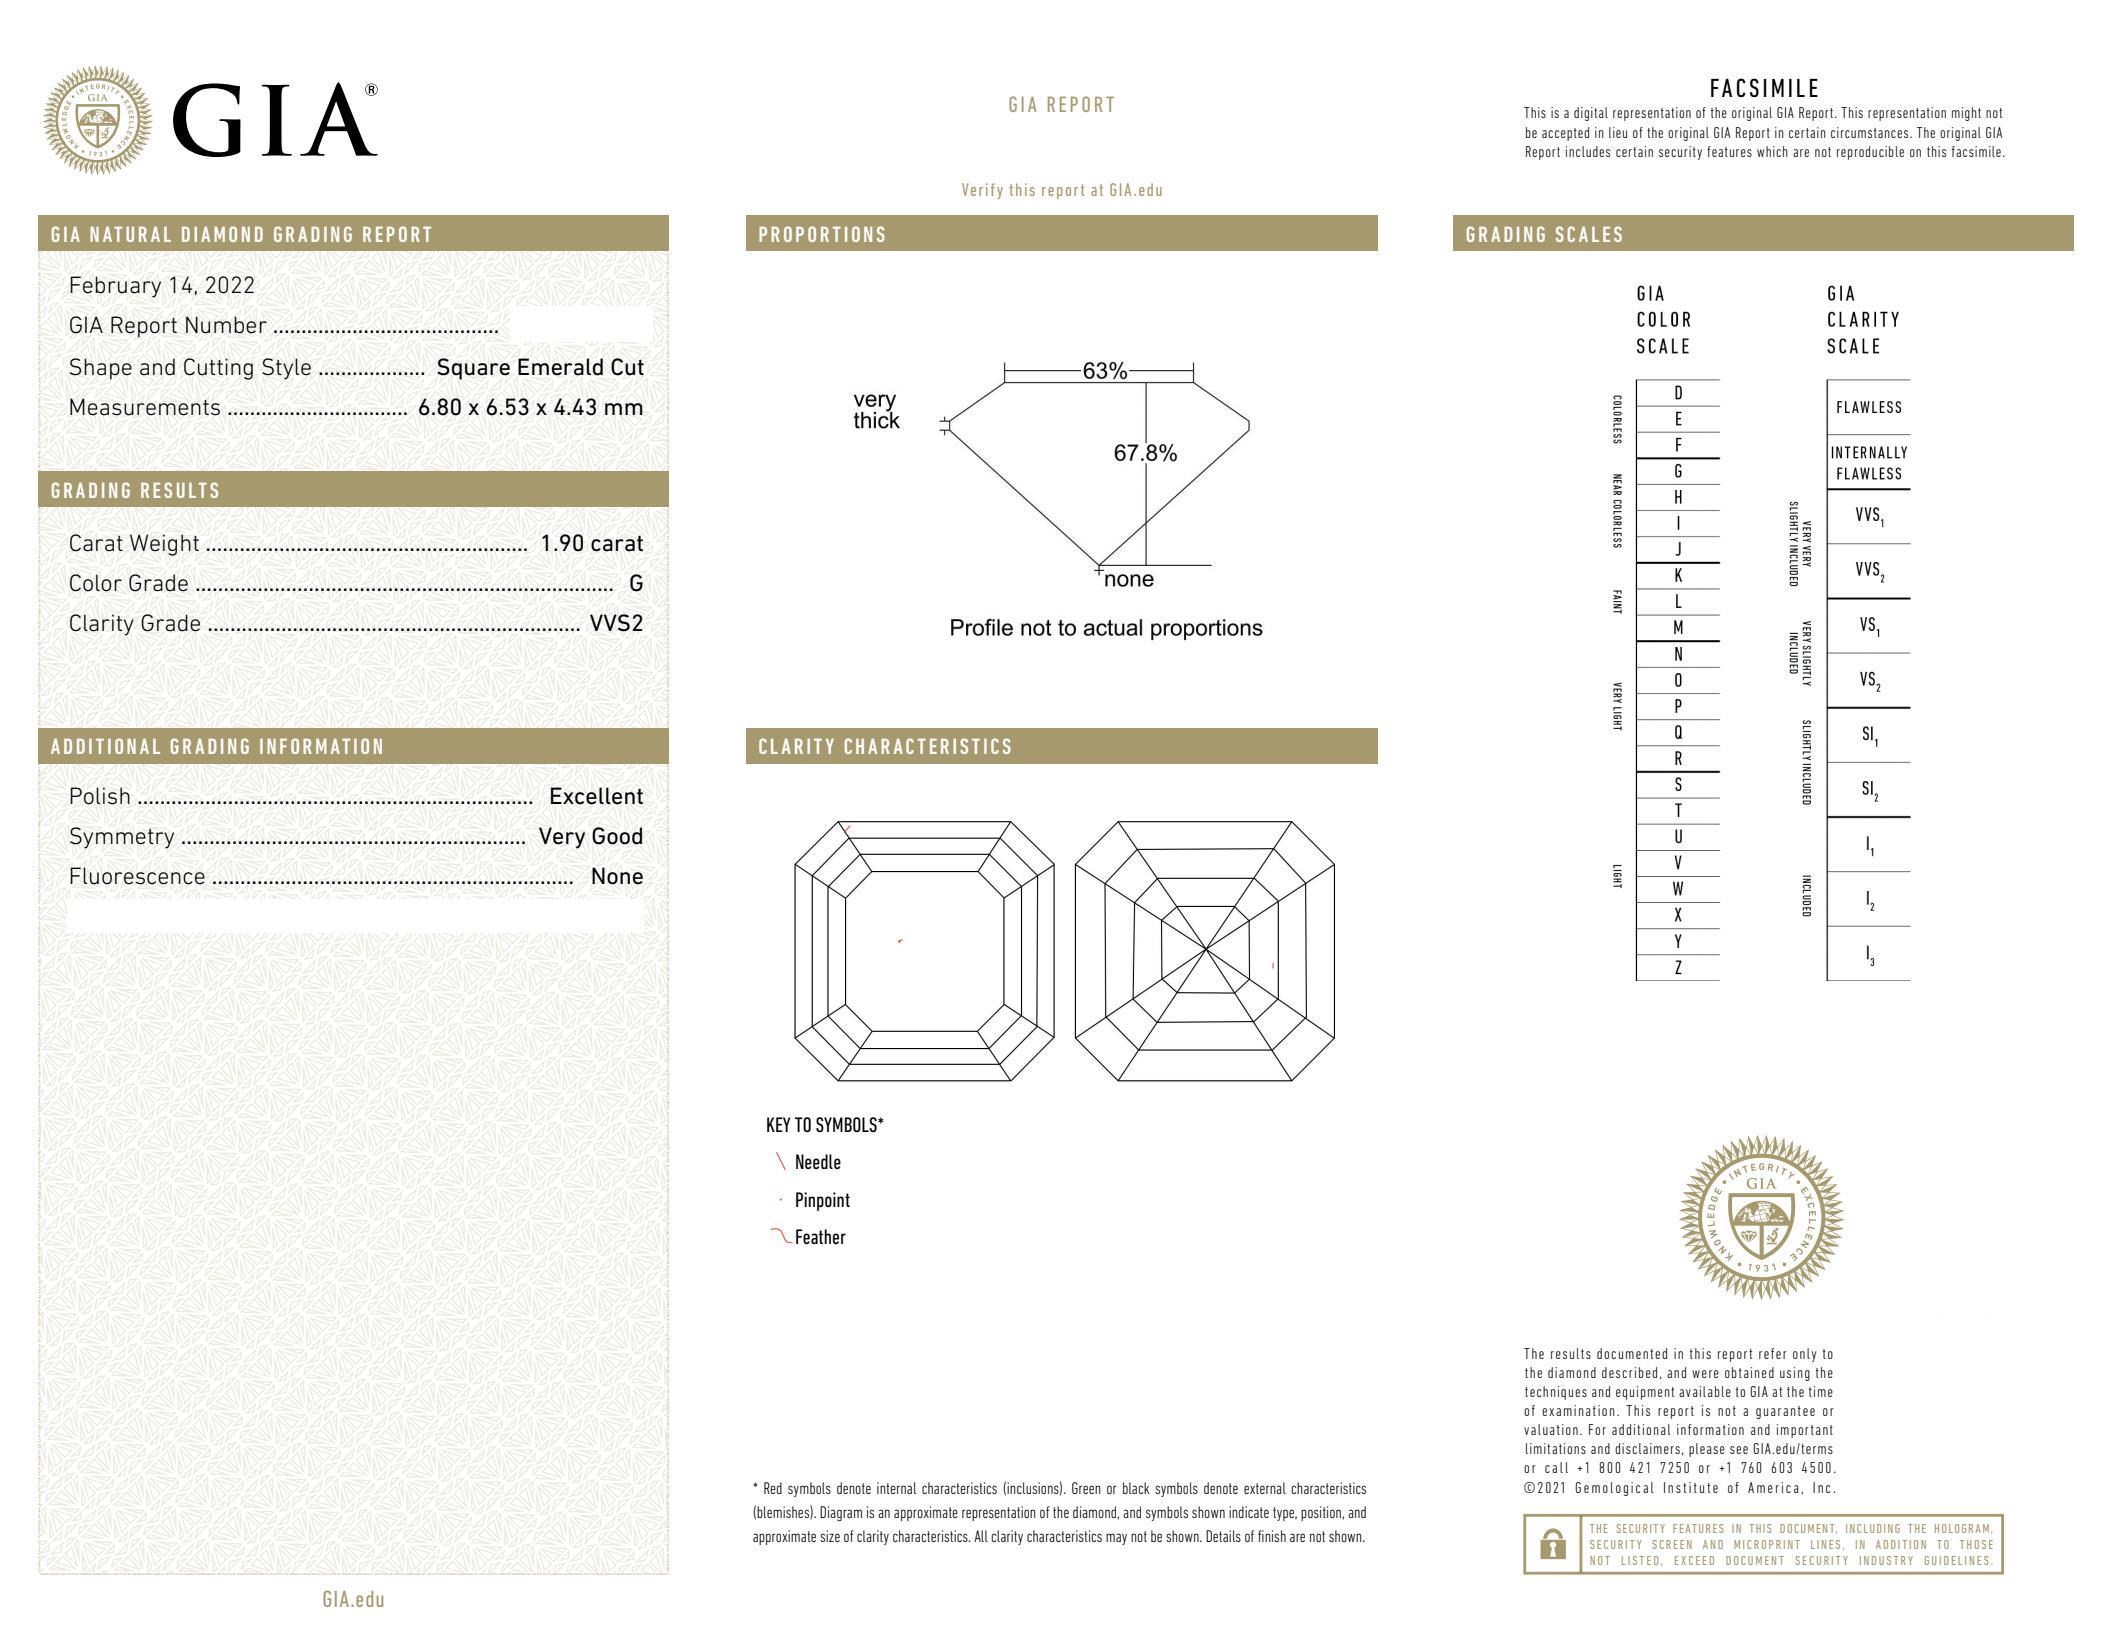 GIA®
GIA NATURAL DIAMOND GRADING REPORT
February 14, 2022
GIA Report Number ........................................
Shape and Cutting Style ................... Square Emerald Cut
Measurements ................................ 6.80 x 6.53 x 4.43 mm
GRADING RESULTS
Carat Weight ......................................................... 1.90 carat
Color Grade .......................................................................... G
Clarity Grade .................................................................. VVS2
ADDITIONAL GRADING INFORMATION
Polish ...................................................................... Excellent
Symmetry ............................................................. Very Good
Fluorescence ................................................................ None
GIA.edu
GIA REPORT
Verify this report at GIA.edu
PROPORTIONS
63%
very
thick
67.8%
none
Profile not to actual proportions
CLARITY CHARACTERISTICS
KEY TO SYMBOLS*
Needle
Pinpoint
Feather
* Red symbols denote internal characteristics (inclusions). Green or black symbols denote external characteristics
(blemishes). Diagram is an approximate representation of the diamond, and symbols shown indicate type, position, and
approximate size of clarity characteristics. All clarity characteristics may not be shown. Details of finish are not shown.
FACSIMILE
This is a digital representation of the original GIA Report. This representation might not
be accepted in lieu of the original GIA Report in certain circumstances. The original GIA
Report includes certain security features which are not reproducible on this facsimile.
GRADING SCALES
GIA
COLOR
SCALE
COLORLESS
D
E
F
NEAR COLORLESS
G
H
I
J
FAINT
K
L
M
VERY LIGHT
N
O
P
Q
R
LIGHT
S
T
U
V
W
X
Y
Z
GIA
CLARITY
SCALE
FLAWLESS
INTERNALLY
FLAWLESS
VERY VERY
SLIGHTLY INCLUDED
VVS1
VVS2
VERY SLIGHTLY
INCLUDED
VS1
VS2
SLIGHTLY INCLUDED
SI1
SI2
INCLUDED
I1
I2
I3
KNOWLEDGE • INTEGRITY • EXCELLENCE
GIA
1931
The results documented in this report refer only to
the diamond described, and were obtained using the
techniques and equipment available to GIA at the time
of examination. This report is not a guarantee or
valuation. For additional information and important
limitations and disclaimers, please see GIA.edu/terms
or call +1 800 421 7250 or +1 760 603 4500.
©2021 Gemological Institute of America, Inc.
THE SECURITY FEATURES IN THIS DOCUMENT, INCLUDING THE HOLOGRAM,
SECURITY SCREEN AND MICROPRINT LINES, IN ADDITION TO THOSE
NOT LISTED, EXCEED DOCUMENT SECURITY INDUSTRY GUIDELINES.